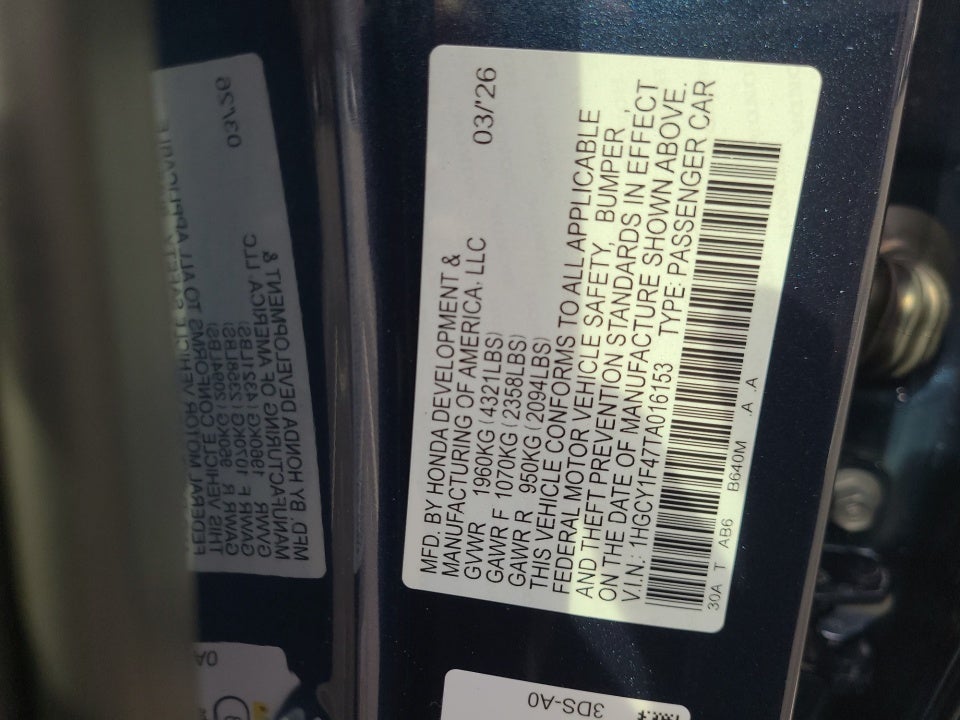 MFD. BY HONDA DEVELOPMENT &
MANUFACTURING OF AMERICA, LLC 03/'26
GVWR 1960KG (4321LBS)
GAWR F 1070KG (2358LBS)
GAWR R 950KG (2094LBS)
THIS VEHICLE CONFORMS TO ALL APPLICABLE
FEDERAL MOTOR VEHICLE SAFETY, BUMPER ,
AND THEFT PREVENTION STANDARDS IN EFFECT
ON THE DATE OF MANUFACTURE SHOWN ABOVE.
V.I.N.: 1HGCY1F47TA016153 TYPE: PASSENGER CAR
30A T AB6 B640M .A .A
3DS-A0